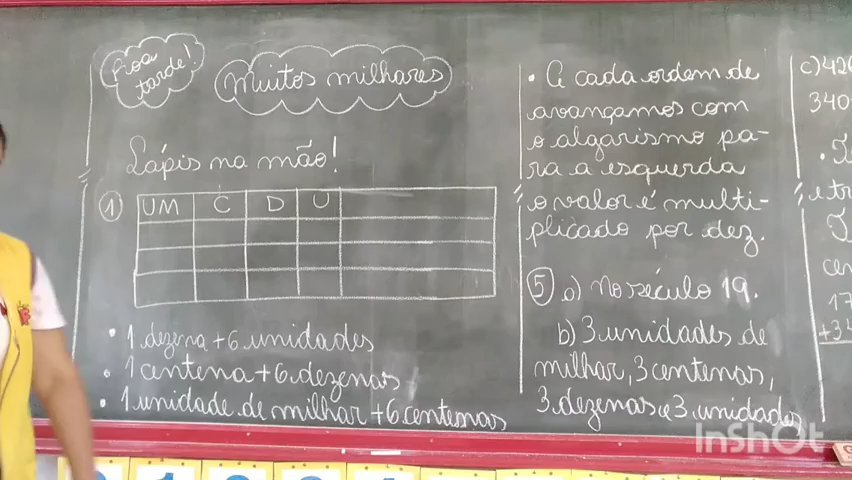 Boa
tarde!
Muitos milhares
Lápis na mão!
1
UM C D U
• 1 dezena + 6 unidades
• 1 centena + 6 dezenas
• 1 unidade de milhar + 6 centenas
• A cada ordem de
avançamos com
o algarismo pa-
ra a esquerda
o valor é multi-
plicado por dez.
5 a) No século 19.
b) 3 unidades de
milhar, 3 centenas,
3 dezenas e 3 unidades
c) 426
340
InShOt